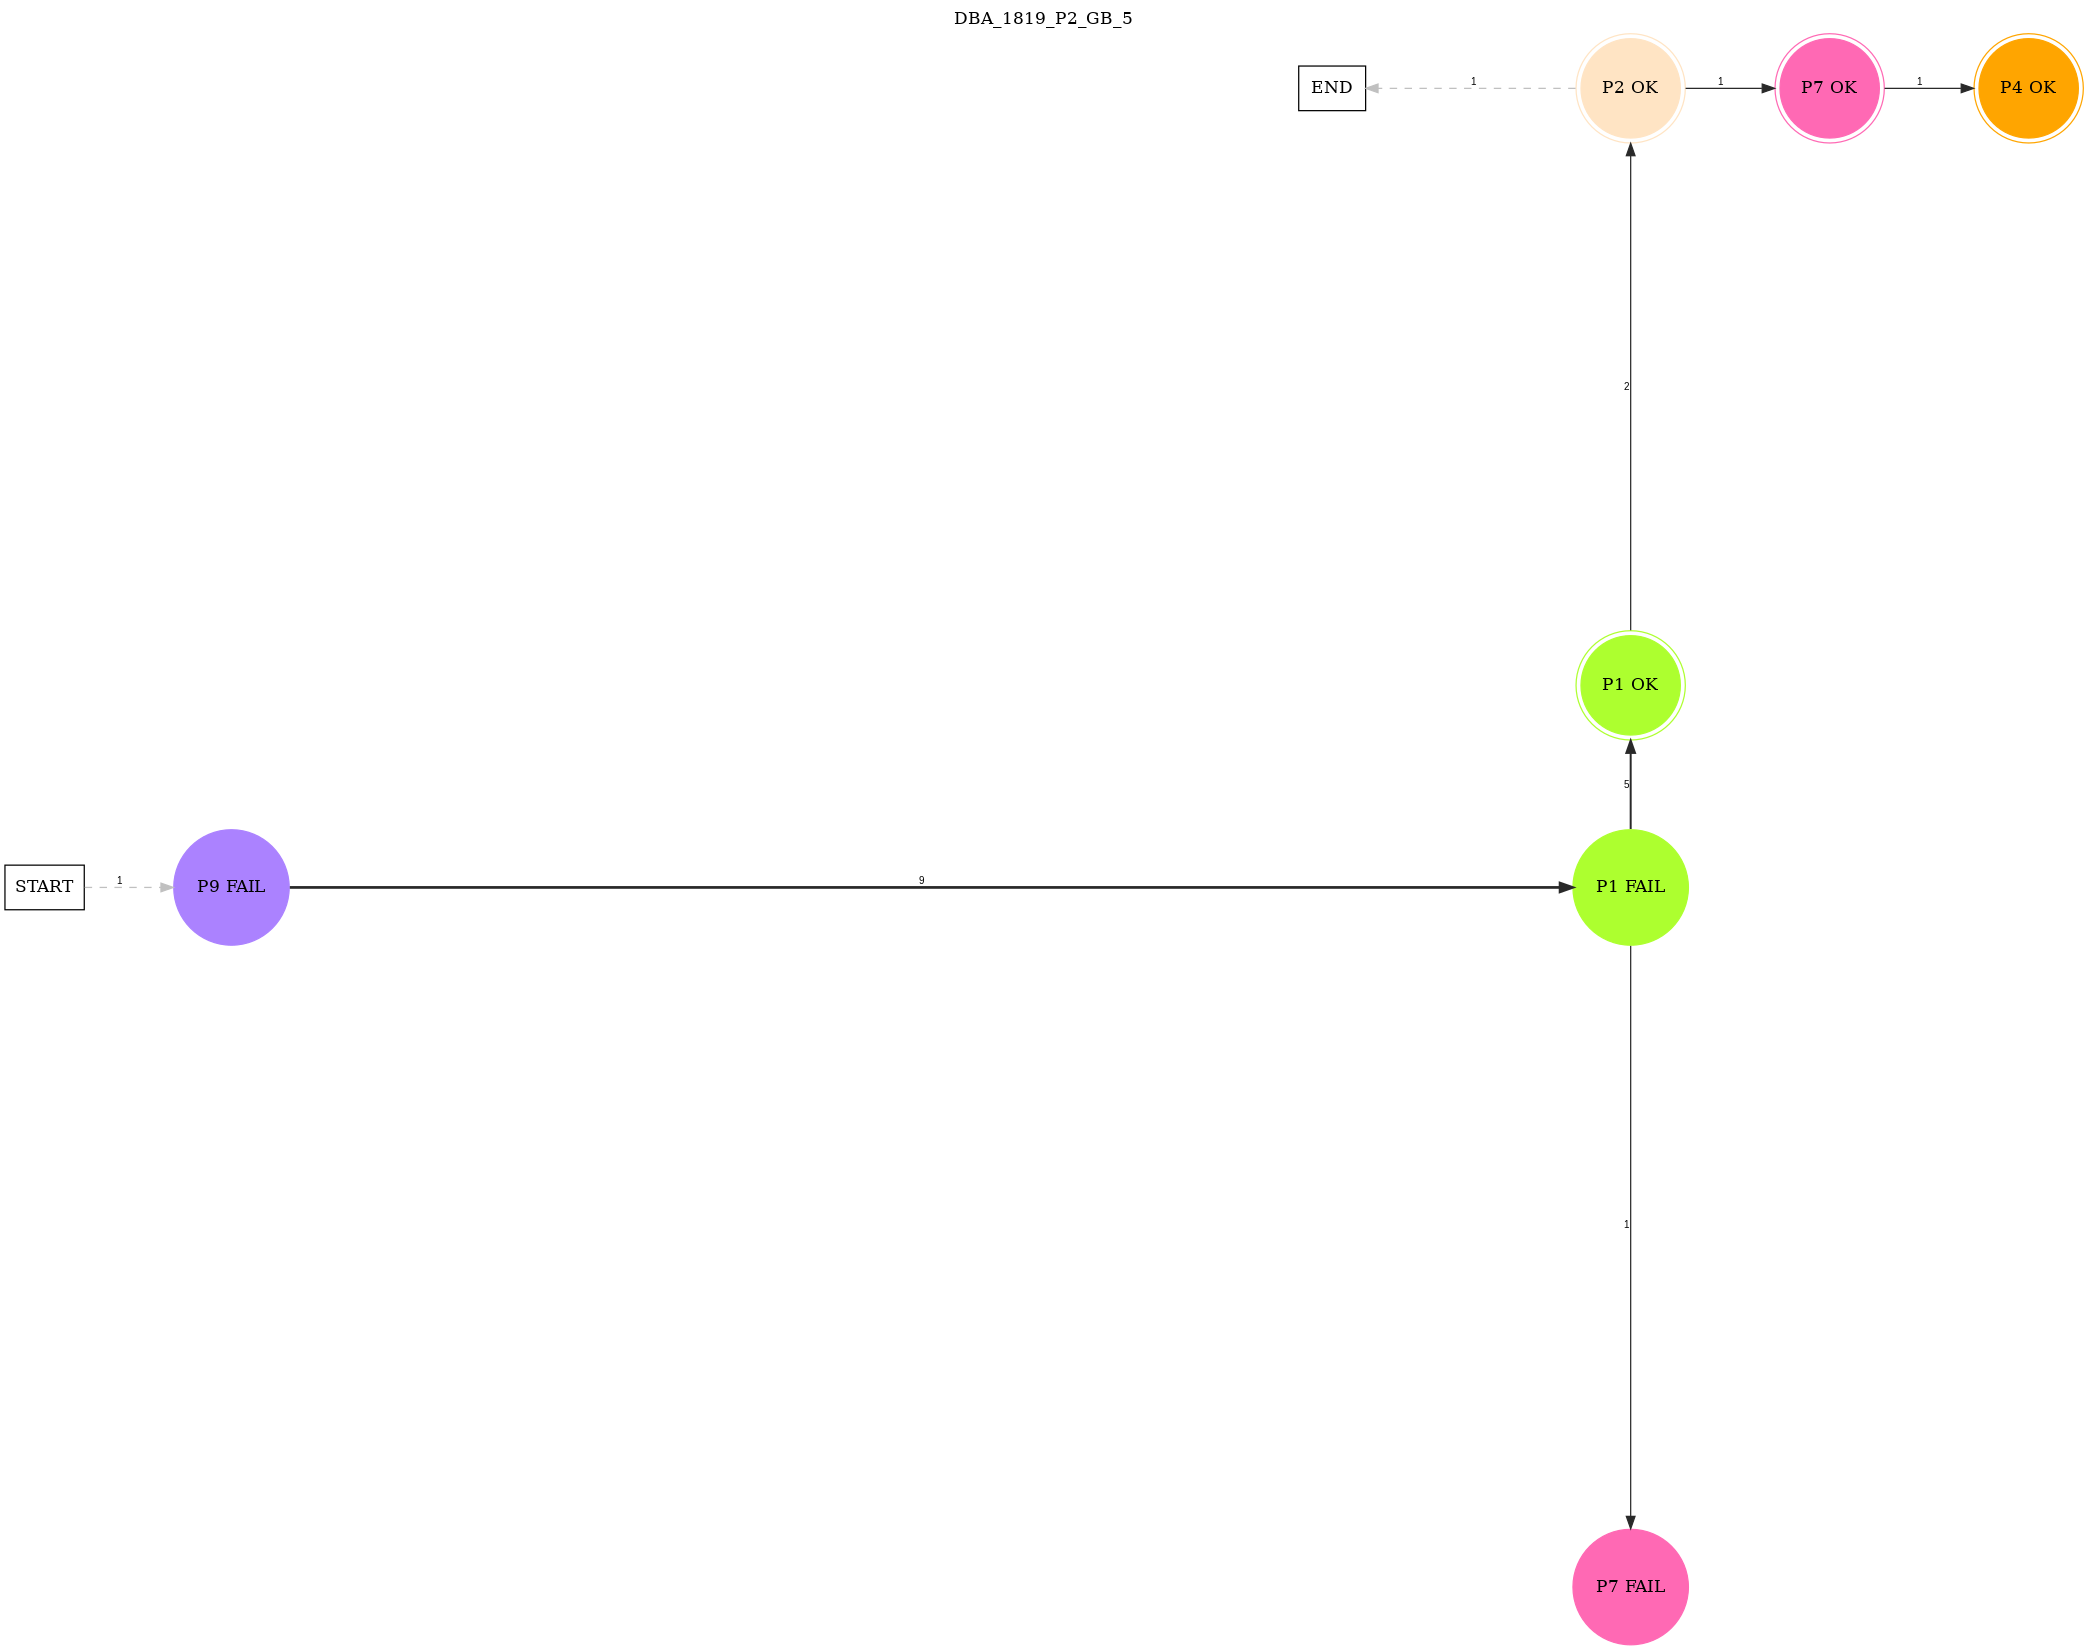 DBA_1819_P2_GB_5
END
1
P2 OK
1
P7 OK
1
P4 OK
2
P1 OK
5
START
1
P9 FAIL
9
P1 FAIL
1
P7 FAIL